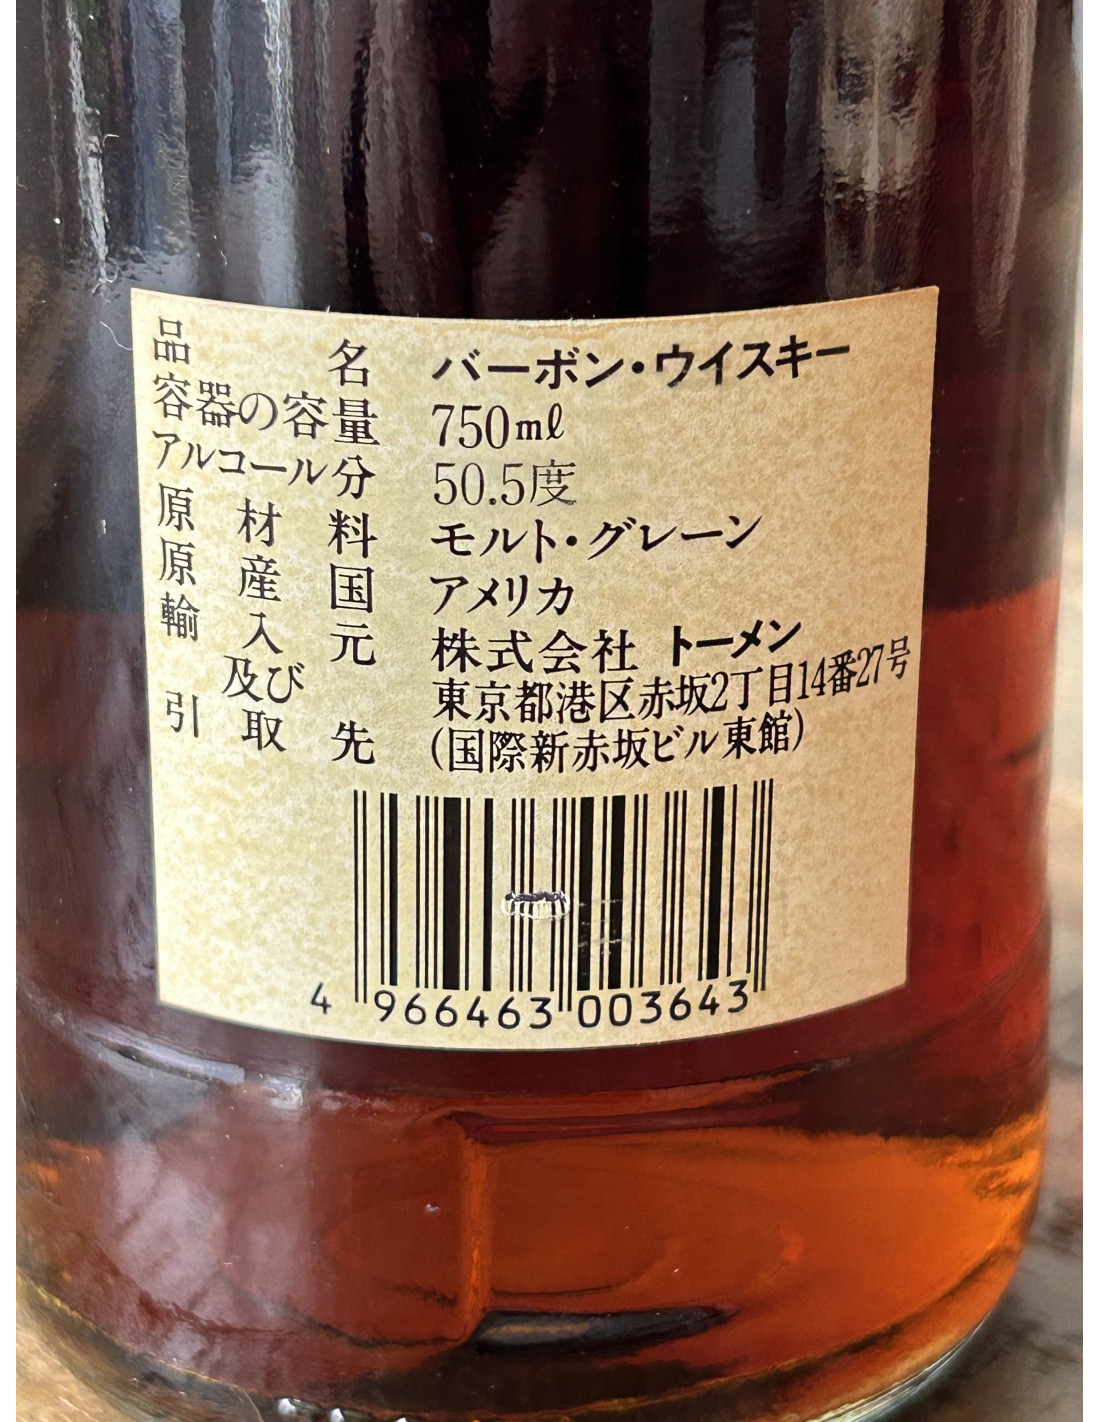 品名 バーボン・ウイスキー
容器の容量 750mℓ
アルコール分 50.5度
原材料 モルト・グレーン
原産国 アメリカ
輸入元 株式会社 トーメン
及び 東京都港区赤坂2丁目14番27号
引取先 (国際新赤坂ビル東館)
4 966463 003643